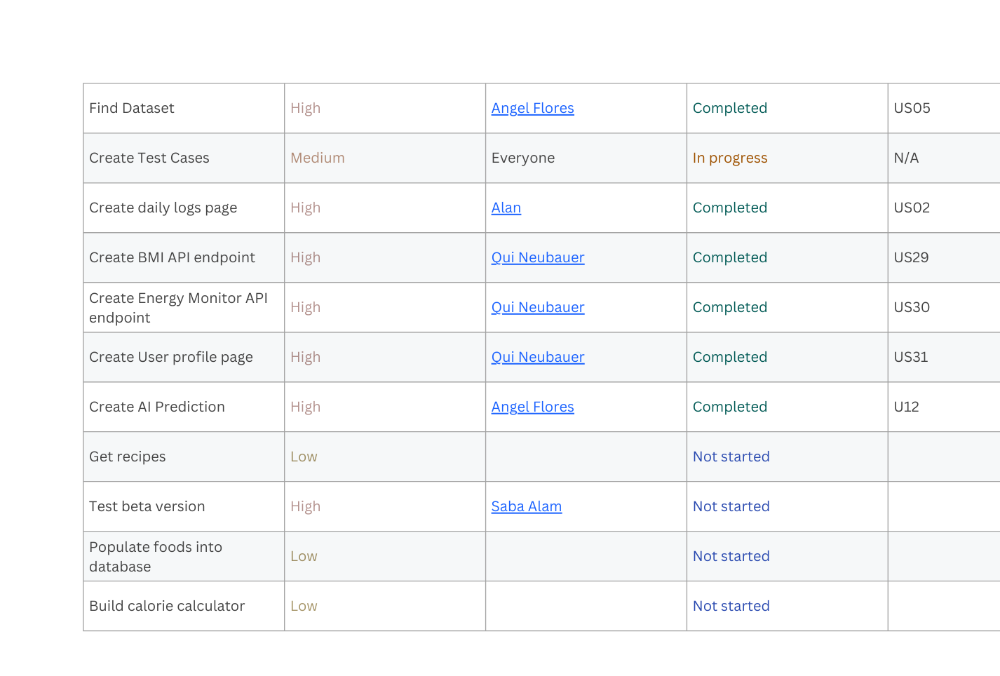 Find Dataset High Angel Flores Completed US05
Create Test Cases Medium Everyone In progress N/A
Create daily logs page High Alan Completed US02
Create BMI API endpoint High Qui Neubauer Completed US29
Create Energy Monitor API
endpoint High Qui Neubauer Completed US30
Create User profile page High Qui Neubauer Completed US31
Create AI Prediction High Angel Flores Completed U12
Get recipes Low Not started
Test beta version High Saba Alam Not started
Populate foods into
database Low Not started
Build calorie calculator Low Not started